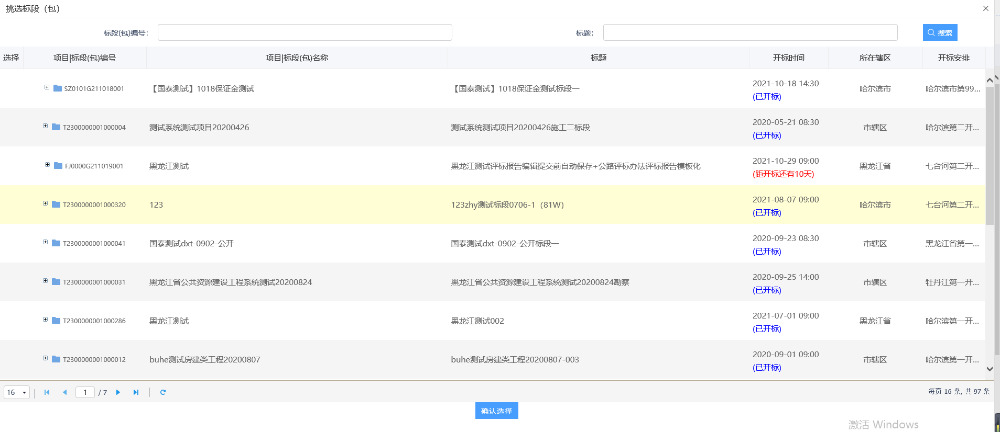 挑选标段（包）
标段(包)编号：
标题：
搜索
选择 项目|标段(包)编号 项目|标段(包)名称 标题 开标时间 所在辖区 开标安排
SZ0101G211018001 【国泰测试】1018保证金测试 【国泰测试】1018保证金测试标段一 2021-10-18 14:30 哈尔滨市 哈尔滨市第99...
(已开标)
T2300000001000004 测试系统测试项目20200426 测试系统测试项目20200426施工二标段 2020-05-21 08:30 市辖区 哈尔滨第二开...
(已开标)
FJ0000G211019001 黑龙江测试 黑龙江测试评标报告编辑提交前自动保存+公路评标办法评标报告模板化 2021-10-29 09:00 黑龙江省 七台河第二开...
(距开标还有10天)
T2300000001000320 123 123zhy测试标段0706-1（81W） 2021-08-07 09:00 哈尔滨市 七台河第二开...
(已开标)
T2300000001000041 国泰测试dxt-0902-公开 国泰测试dxt-0902-公开标段一 2020-09-23 08:30 市辖区 黑龙江省第一...
(已开标)
T2300000001000031 黑龙江省公共资源建设工程系统测试20200824 黑龙江省公共资源建设工程系统测试20200824勘察 2020-09-25 14:00 市辖区 牡丹江第一开...
(已开标)
T2300000001000286 黑龙江测试 黑龙江测试002 2021-07-01 09:00 黑龙江省 哈尔滨第一开...
(已开标)
T2300000001000012 buhe测试房建类工程20200807 buhe测试房建类工程20200807-003 2020-09-01 09:00 市辖区 哈尔滨第一开...
(已开标)
16 1 / 7 每页 16 条, 共 97 条
确认选择
激活 Windows